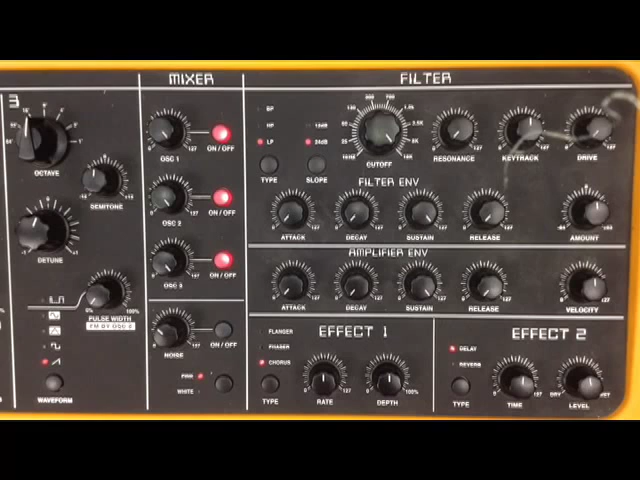 MIXER
FILTER
3
BP
HP
LP
12dB
24dB
ON / OFF
OSC 1
OCTAVE
CUTOFF
RESONANCE
KEYTRACK
DRIVE
TYPE
SLOPE
FILTER ENV
SEMITONE
ON / OFF
OSC 2
ATTACK
DECAY
SUSTAIN
RELEASE
AMOUNT
AMPLIFIER ENV
DETUNE
ON / OFF
OSC 3
ATTACK
DECAY
SUSTAIN
RELEASE
VELOCITY
0%
100%
PULSE WIDTH
FM BY OSC 2
FLANGER
PHASER
CHORUS
EFFECT 1
EFFECT 2
DELAY
REVERB
ON / OFF
NOISE
PINK
WHITE
WAVEFORM
TYPE
RATE
DEPTH
100%
TYPE
TIME
LEVEL
DRY
WET